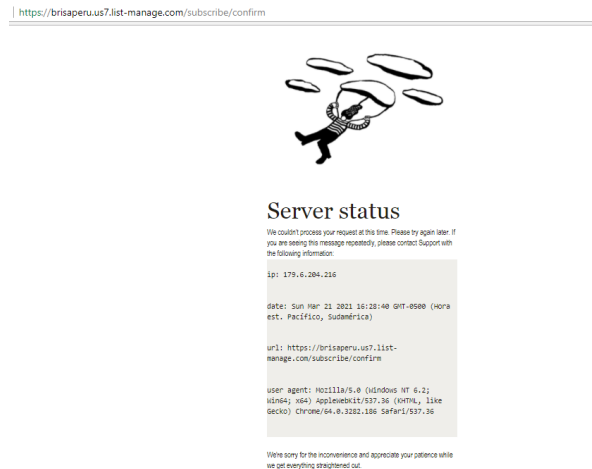 https://brisaperu.us7.list-manage.com/subscribe/confirm
Server status
We couldn't process your request at this time. Please try again later. If
you are seeing this message repeatedly, please contact Support with
the following information:
ip: 179.6.204.216
date: Sun Mar 21 2021 16:28:40 GMT-0500 (Hora
est. Pacífico, Sudamérica)
url: https://brisaperu.us7.list-
manage.com/subscribe/confirm
user agent: Mozilla/5.0 (Windows NT 6.2;
Win64; x64) AppleWebKit/537.36 (KHTML, like
Gecko) Chrome/64.0.3282.186 Safari/537.36
We're sorry for the inconvenience and appreciate your patience while
we get everything straightened out.